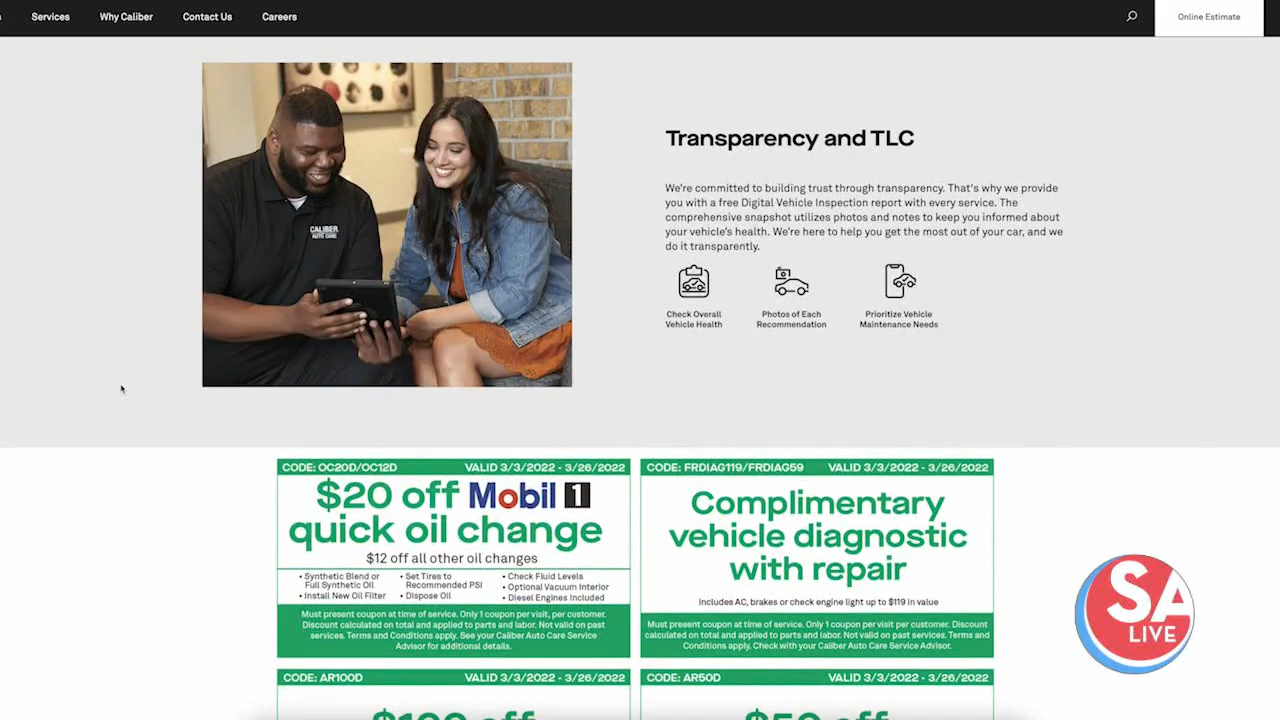 Services Why Caliber Contact Us Careers Online Estimate
CALIBER
AUTO CARE
Transparency and TLC
We're committed to building trust through transparency. That's why we provide
you with a free Digital Vehicle Inspection report with every service. The
comprehensive snapshot utilizes photos and notes to keep you informed about
your vehicle's health. We're here to help you get the most out of your car, and we
do it transparently.
Check Overall
Vehicle Health
Photos of Each
Recommendation
Prioritize Vehicle
Maintenance Needs
CODE: OC20D/OC12D VALID 3/3/2022 - 3/26/2022
$20 off Mobil 1
quick oil change
$12 off all other oil changes
• Synthetic Blend or
Full Synthetic Oil
• Install New Oil Filter
• Set Tires to
Recommended PSI
• Dispose Oil
• Check Fluid Levels
• Optional Vacuum Interior
• Diesel Engines Included
Must present coupon at time of service. Only 1 coupon per visit, per customer.
Discount calculated on total and applied to parts and labor. Not valid on past
services. Terms and Conditions apply. See your Caliber Auto Care Service
Advisor for additional details.
CODE: FRDIAG119/FRDIAG59 VALID 3/3/2022 - 3/26/2022
Complimentary
vehicle diagnostic
with repair
Includes AC, brakes or check engine light up to $119 in value
Must present coupon at time of service. Only 1 coupon per visit per customer. Discount
calculated on total and applied to parts and labor. Not valid on past services. Terms and
Conditions apply. Check with your Caliber Auto Care Service Advisor.
CODE: AR100D VALID 3/3/2022 - 3/26/2022
$100 off
CODE: AR50D VALID 3/3/2022 - 3/26/2022
$50 off
SA
LIVE